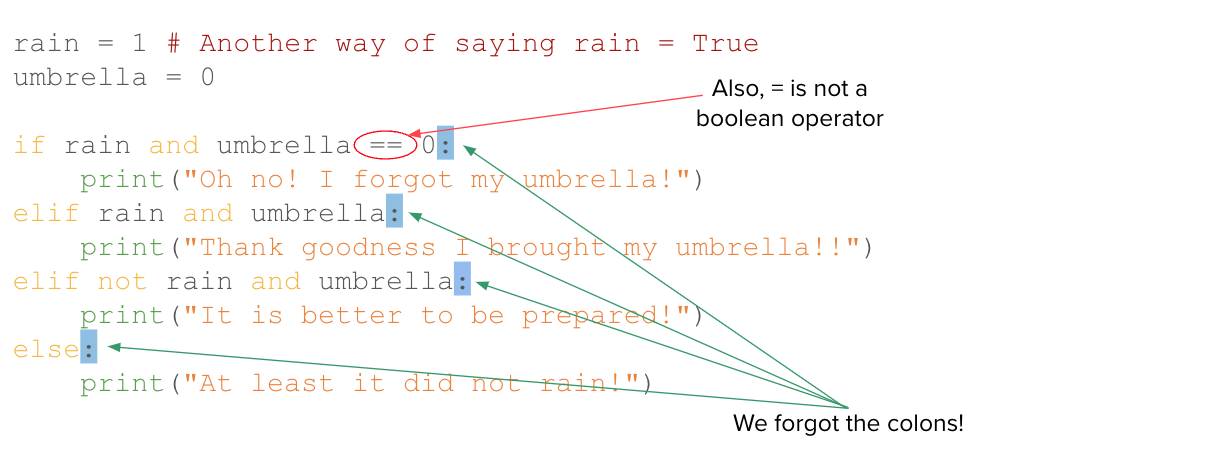 rain = 1 # Another way of saying rain = True
umbrella = 0
Also, = is not a
boolean operator
if rain and umbrella == 0:
    print("Oh no! I forgot my umbrella!")
elif rain and umbrella:
    print("Thank goodness I brought my umbrella!!")
elif not rain and umbrella:
    print("It is better to be prepared!")
else:
    print("At least it did not rain!")
We forgot the colons!